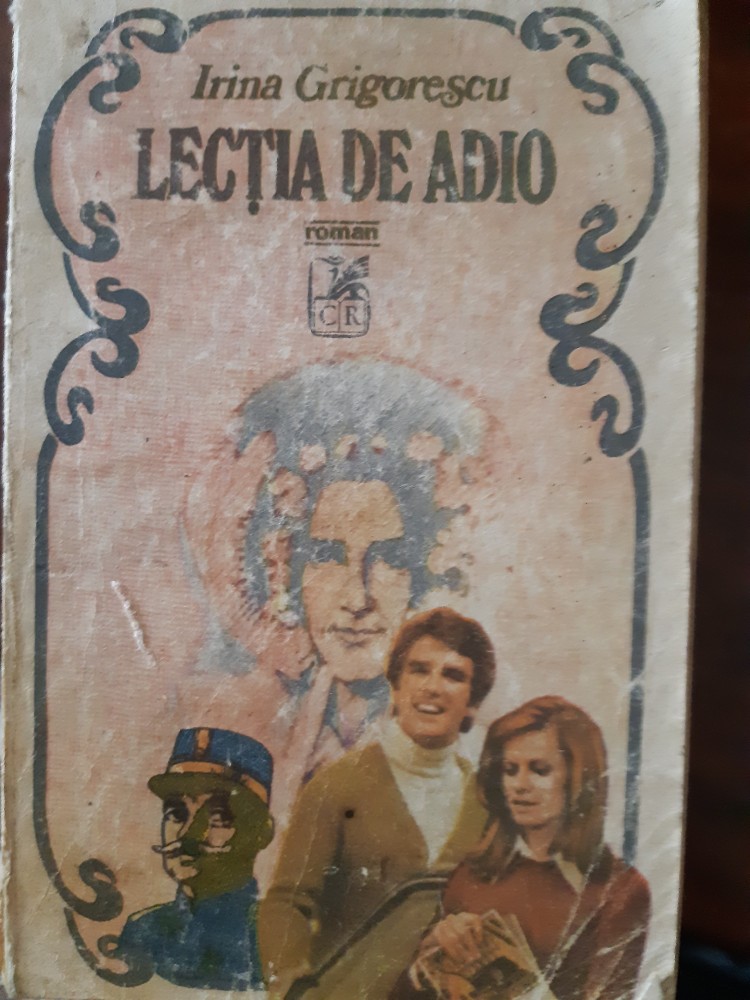 Irina Grigorescu
LECȚIA DE ADIO
roman
CR